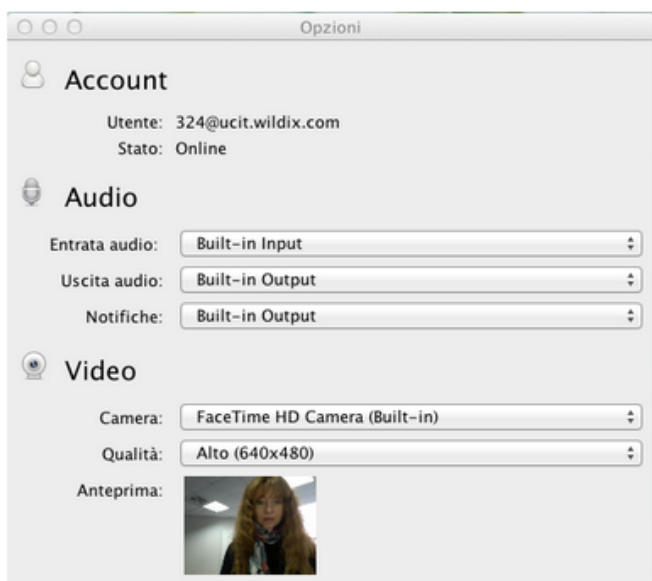 Opzioni
Account
Utente: 324@ucit.wildix.com
Stato: Online
Audio
Entrata audio: Built-in Input
Uscita audio: Built-in Output
Notifiche: Built-in Output
Video
Camera: FaceTime HD Camera (Built-in)
Qualità: Alto (640x480)
Anteprima: